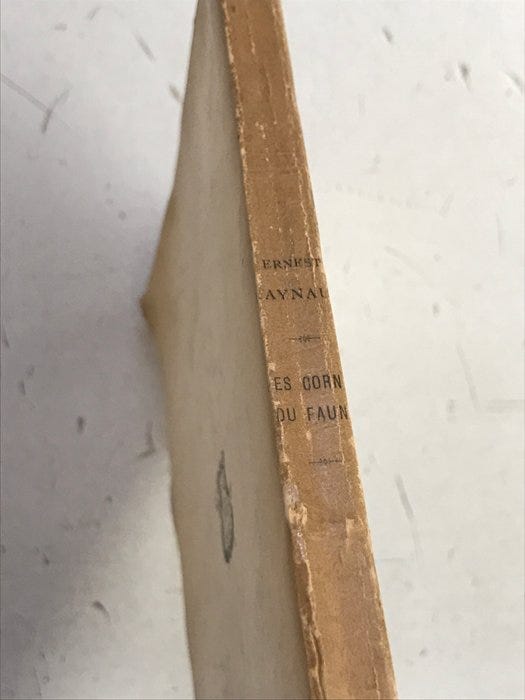 ERNEST
AYNAU
ES CORN
DU FAUN